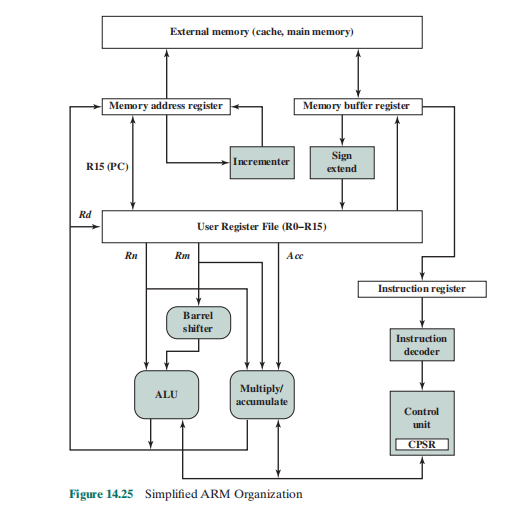 External memory (cache, main memory)
Memory address register
Memory buffer register
R15 (PC)
Incrementer
Sign
extend
Rd
User Register File (R0–R15)
Rn
Rm
Acc
Instruction register
Barrel
shifter
Instruction
decoder
ALU
Multiply/
accumulate
Control
unit
CPSR
Figure 14.25 Simplified ARM Organization